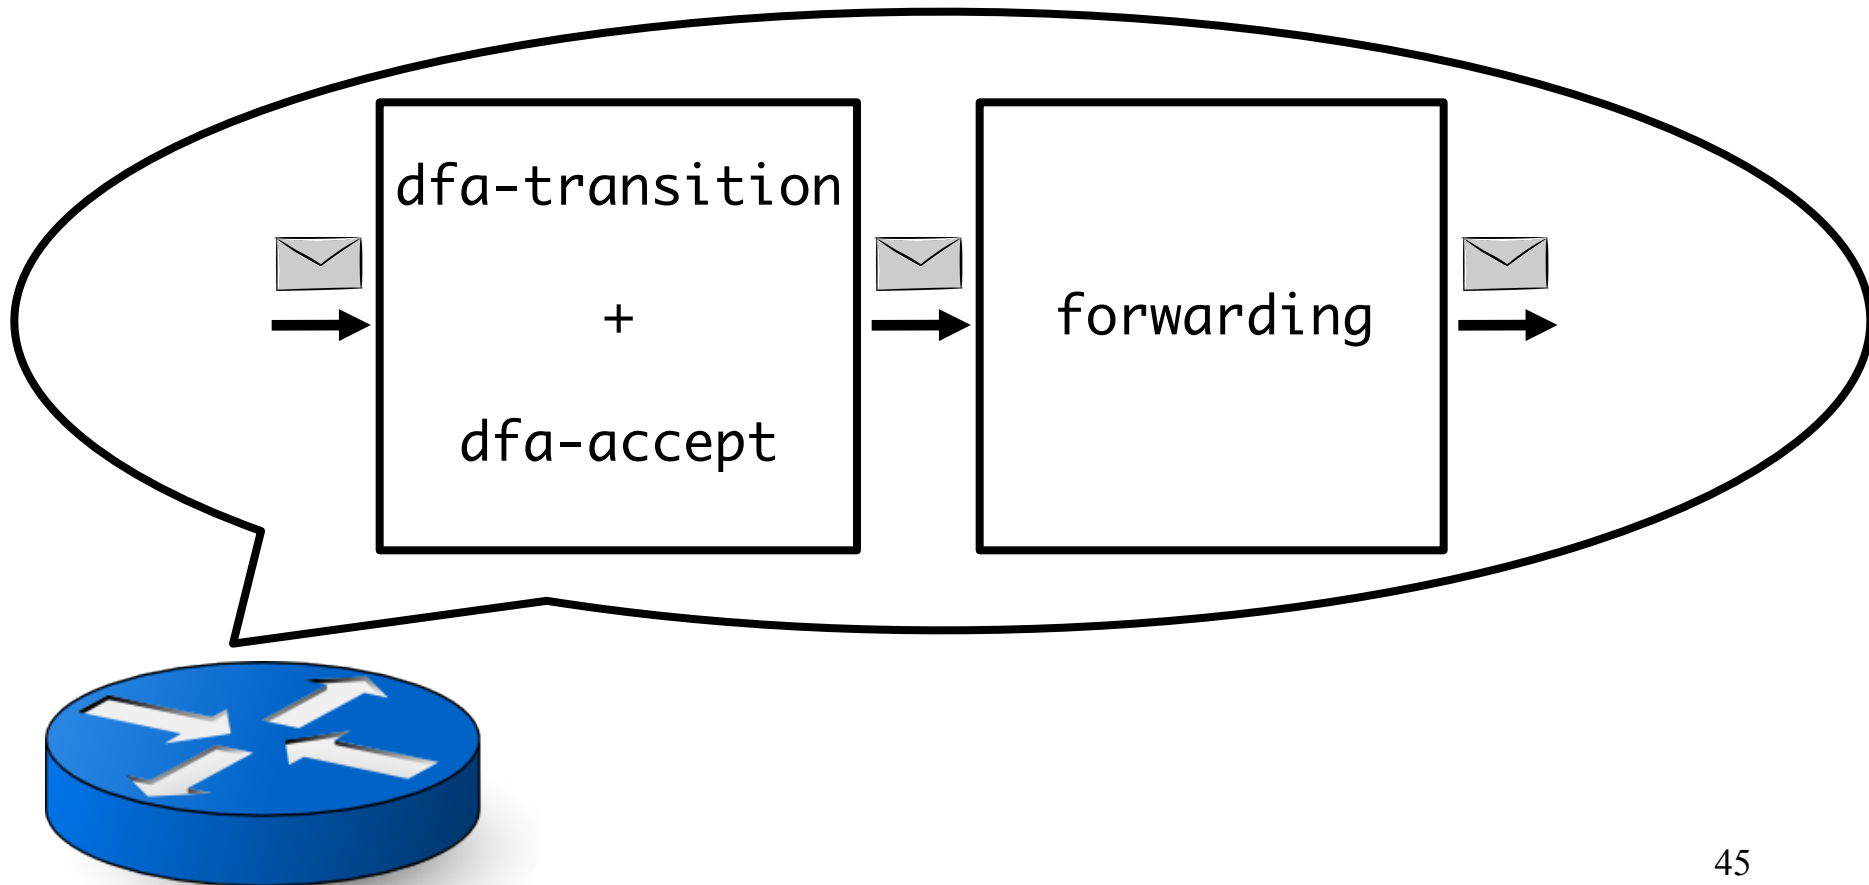 dfa-transition
+
dfa-accept
forwarding
45